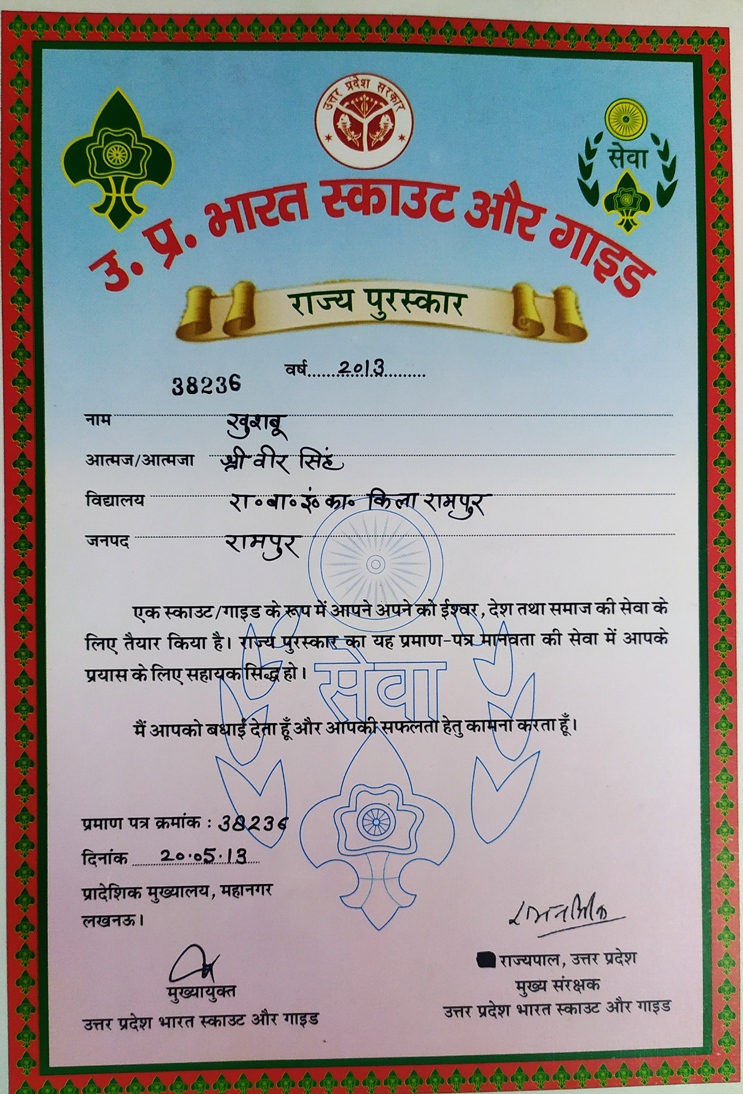 उत्तर प्रदेश सरकार
सेवा
उ. प्र. भारत स्काउट और गाइड
राज्य पुरस्कार
वर्ष 2013
38236
नाम खुशबू
आत्मज/आत्मजा श्री वीर सिंह
विद्यालय रा॰बा॰इं॰का॰ किला रामपुर
जनपद रामपुर
एक स्काउट/गाइड के रूप में आपने अपने को ईश्वर, देश तथा समाज की सेवा के
लिए तैयार किया है। राज्य पुरस्कार का यह प्रमाण-पत्र मानवता की सेवा में आपके
प्रयास के लिए सहायक सिद्ध हो।
सेवा
मैं आपको बधाई देता हूँ और आपकी सफलता हेतु कामना करता हूँ।
प्रमाण पत्र क्रमांक : 38236
दिनांक 20.05.13
प्रादेशिक मुख्यालय, महानगर
लखनऊ।
मुख्यायुक्त
उत्तर प्रदेश भारत स्काउट और गाइड
राज्यपाल, उत्तर प्रदेश
मुख्य संरक्षक
उत्तर प्रदेश भारत स्काउट और गाइड